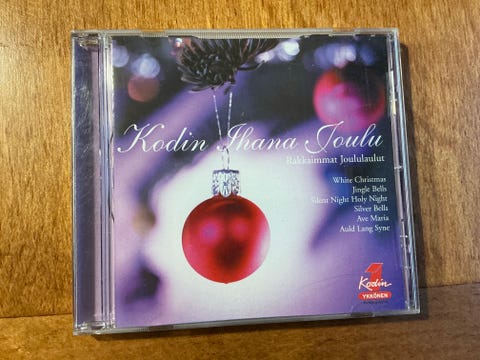 Kodin Ihana Joulu
Rakkaimmat Joululaulut
White Christmas
Jingle Bells
Silent Night Holy Night
Silver Bells
Ave Maria
Auld Lang Syne
1
Kodin
YKKÖNEN